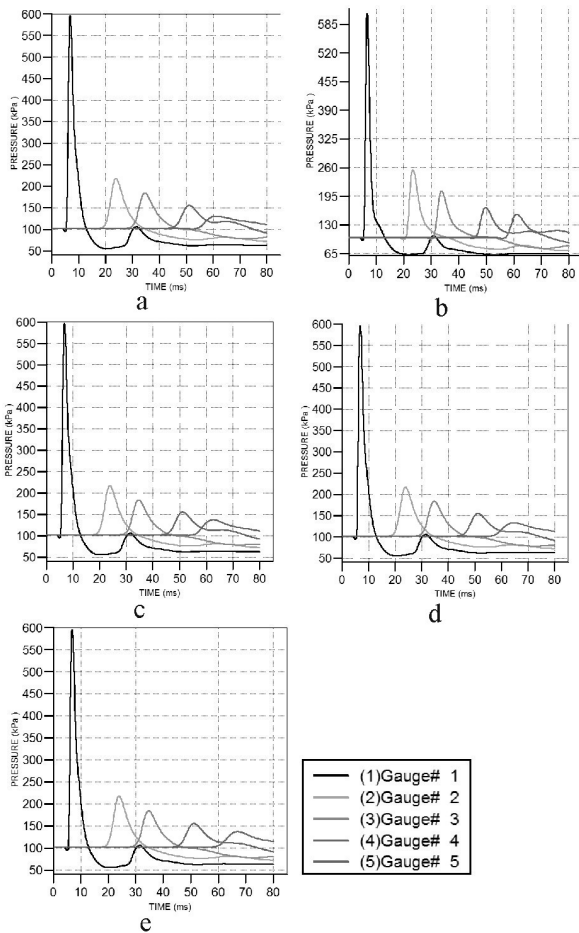 600
550
500
450
400
350
300
250
200
150
100
50
PRESSURE (kPa)
0 10 20 30 40 50 60 70 80
TIME (ms)
a
585
520
455
390
325
260
195
130
65
PRESSURE (kPa)
0 10 20 30 40 50 60 70 80
TIME (ms)
b
600
550
500
450
400
350
300
250
200
150
100
50
PRESSURE (kPa)
0 10 20 30 40 50 60 70 80
TIME (ms)
c
600
550
500
450
400
350
300
250
200
150
100
50
PRESSURE (kPa)
0 10 20 30 40 50 60 70 80
TIME (ms)
d
600
550
500
450
400
350
300
250
200
150
100
50
PRESSURE (kPa)
0 10 20 30 40 50 60 70 80
TIME (ms)
e
(1)Gauge# 1
(2)Gauge# 2
(3)Gauge# 3
(4)Gauge# 4
(5)Gauge# 5